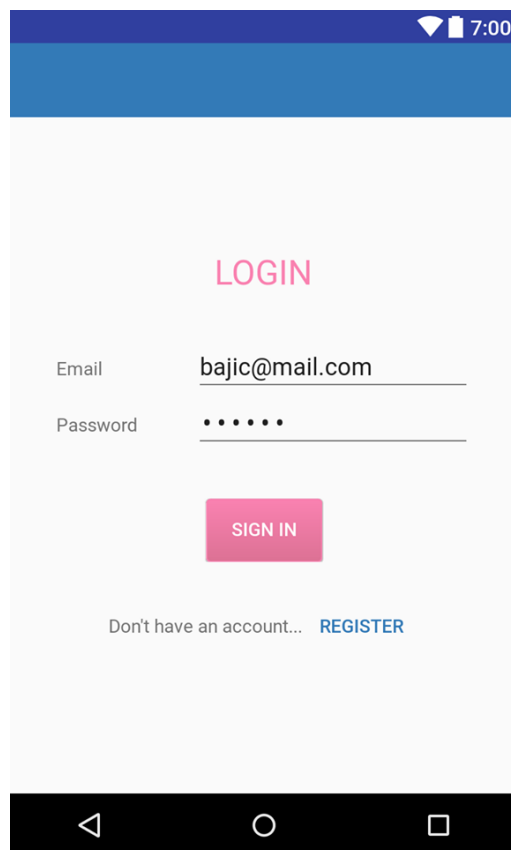 7:00
LOGIN
Email bajic@mail.com
Password ••••••
SIGN IN
Don't have an account... REGISTER